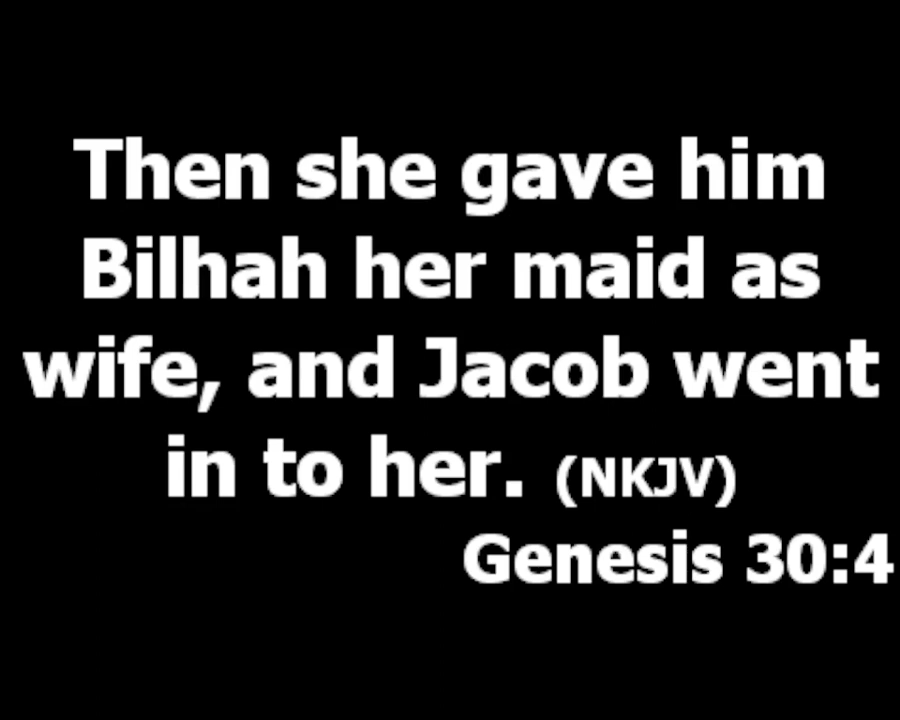 Then she gave him
Bilhah her maid as
wife, and Jacob went
in to her. (NKJV)
Genesis 30:4